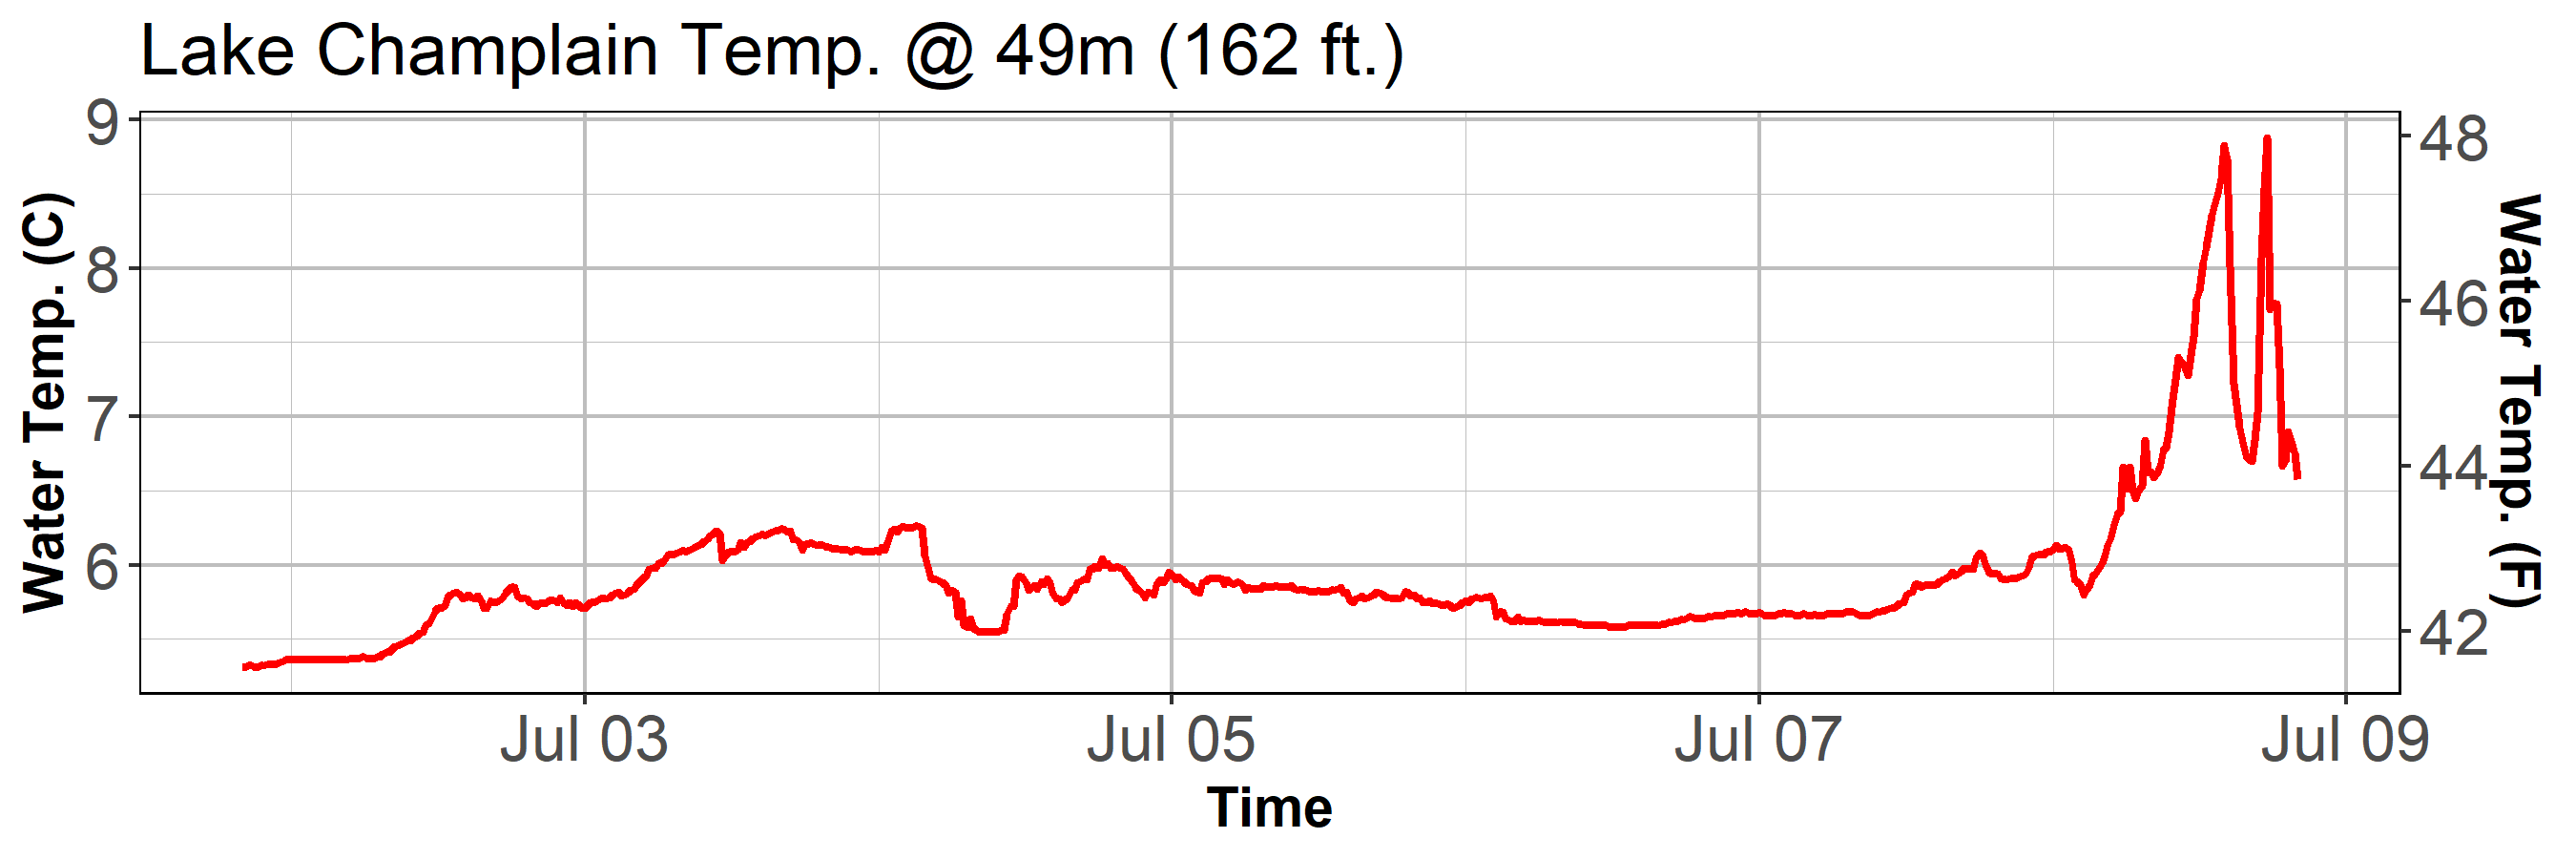 Lake Champlain Temp. @ 49m (162 ft.)
Water Temp. (C)
9
8
7
6
48
46
44
42
Water Temp. (F)
Jul 03
Jul 05
Jul 07
Jul 09
Time